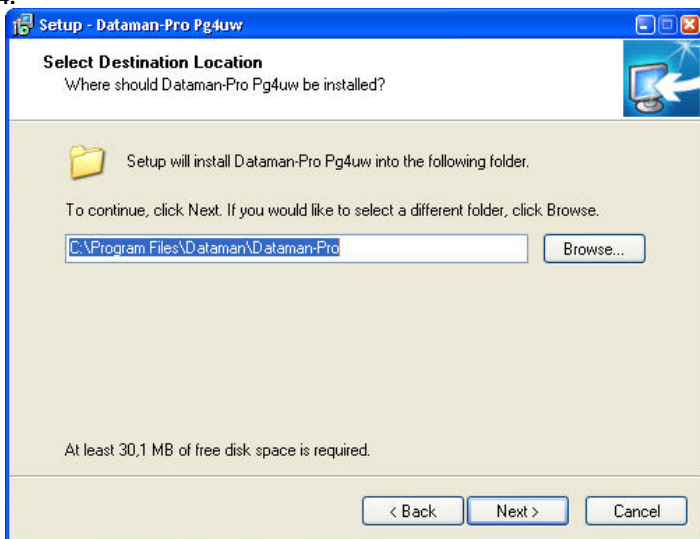 Setup - Dataman-Pro Pg4uw
Select Destination Location
Where should Dataman-Pro Pg4uw be installed?
Setup will install Dataman-Pro Pg4uw into the following folder.
To continue, click Next. If you would like to select a different folder, click Browse.
C:\Program Files\Dataman\Dataman-Pro
Browse...
At least 30,1 MB of free disk space is required.
< Back
Next >
Cancel